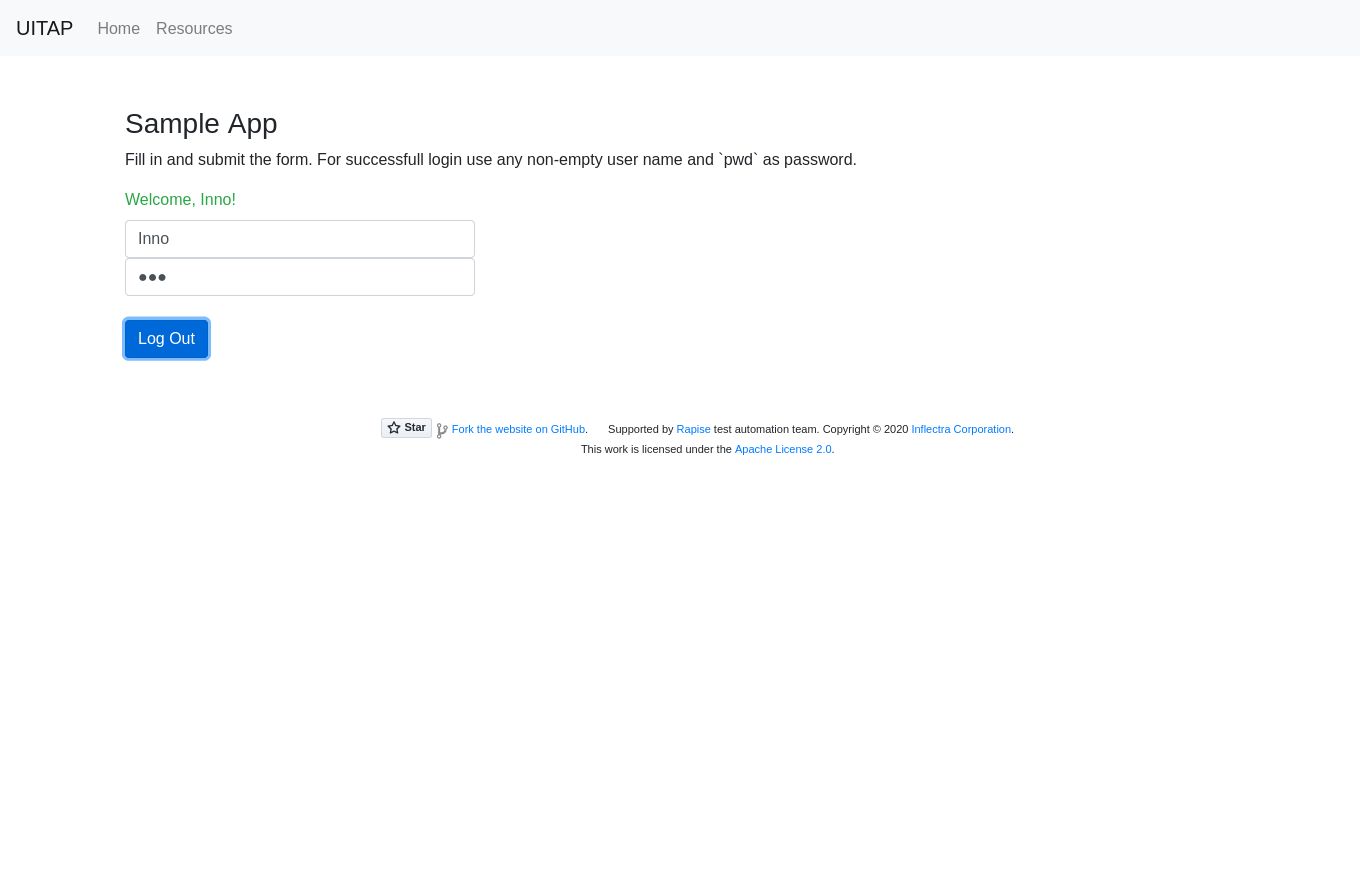 UITAP Home Resources
Sample App
Fill in and submit the form. For successfull login use any non-empty user name and `pwd` as password.
Welcome, Inno!
Inno
●●●
Log Out
Star Fork the website on GitHub. Supported by Rapise test automation team. Copyright © 2020 Inflectra Corporation.
This work is licensed under the Apache License 2.0.